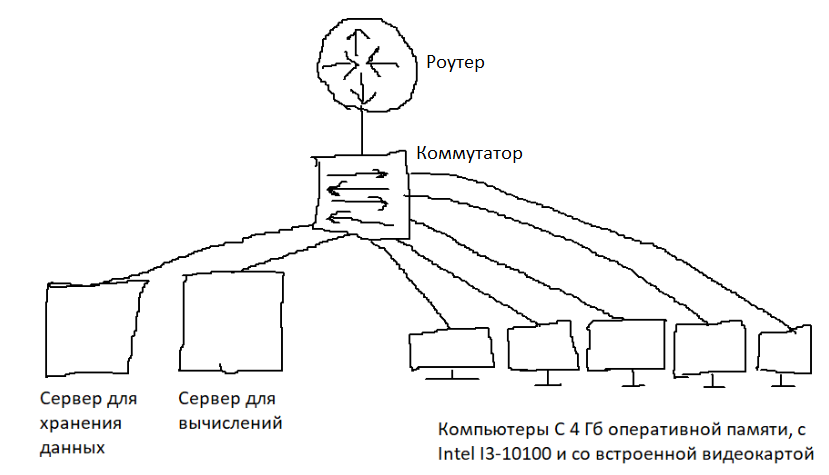 Роутер
Коммутатор
Сервер для
хранения
данных
Сервер для
вычислений
Компьютеры С 4 Гб оперативной памяти, с
Intel I3-10100 и со встроенной видеокартой